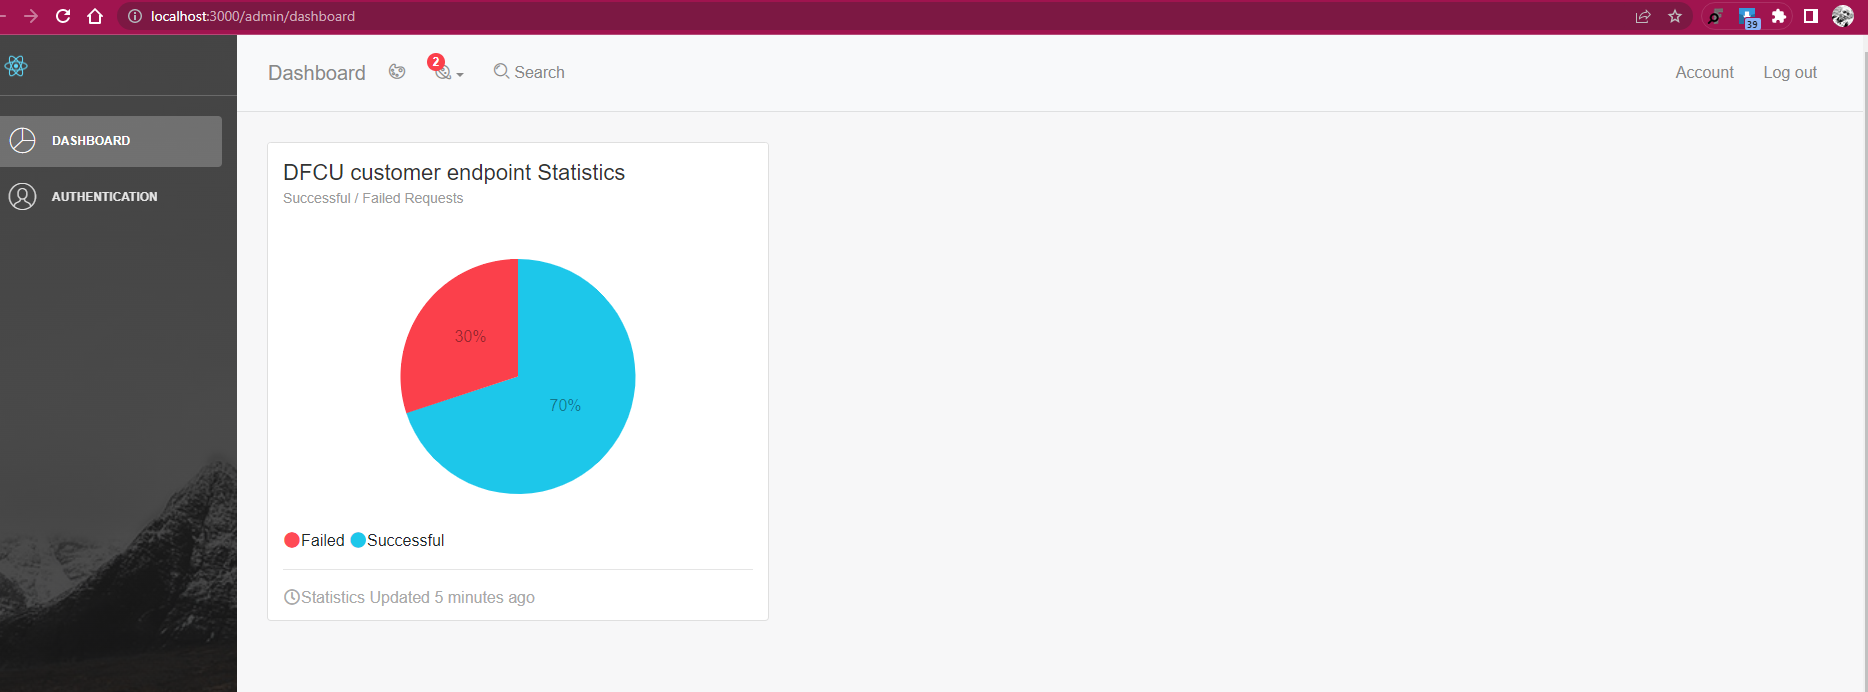 localhost:3000/admin/dashboard
39
Dashboard
2
Search
Account
Log out
DASHBOARD
AUTHENTICATION
DFCU customer endpoint Statistics
Successful / Failed Requests
30%
70%
Failed Successful
Statistics Updated 5 minutes ago